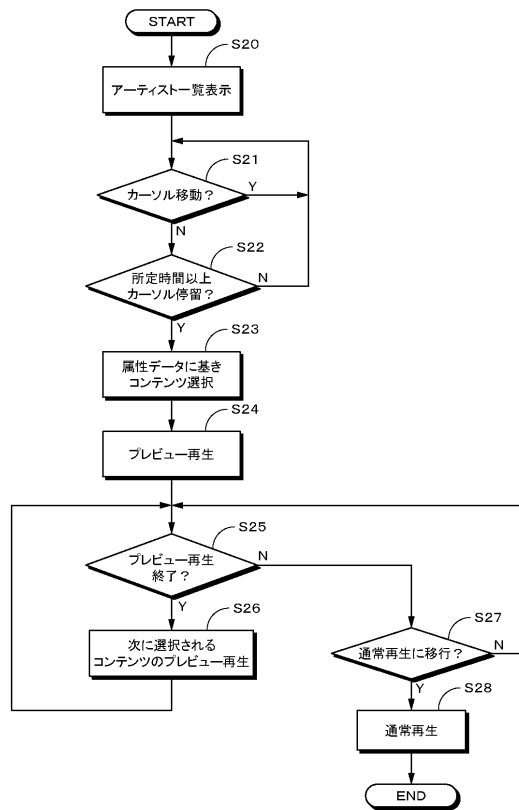 START
S20
アーティスト一覧表示
S21
カーソル移動？
Y
N
S22
所定時間以上
カーソル停留？
N
Y
S23
属性データに基き
コンテンツ選択
S24
プレビュー再生
S25
プレビュー再生
終了？
N
Y
S26
次に選択される
コンテンツのプレビュー再生
S27
通常再生に移行？
N
Y
S28
通常再生
END